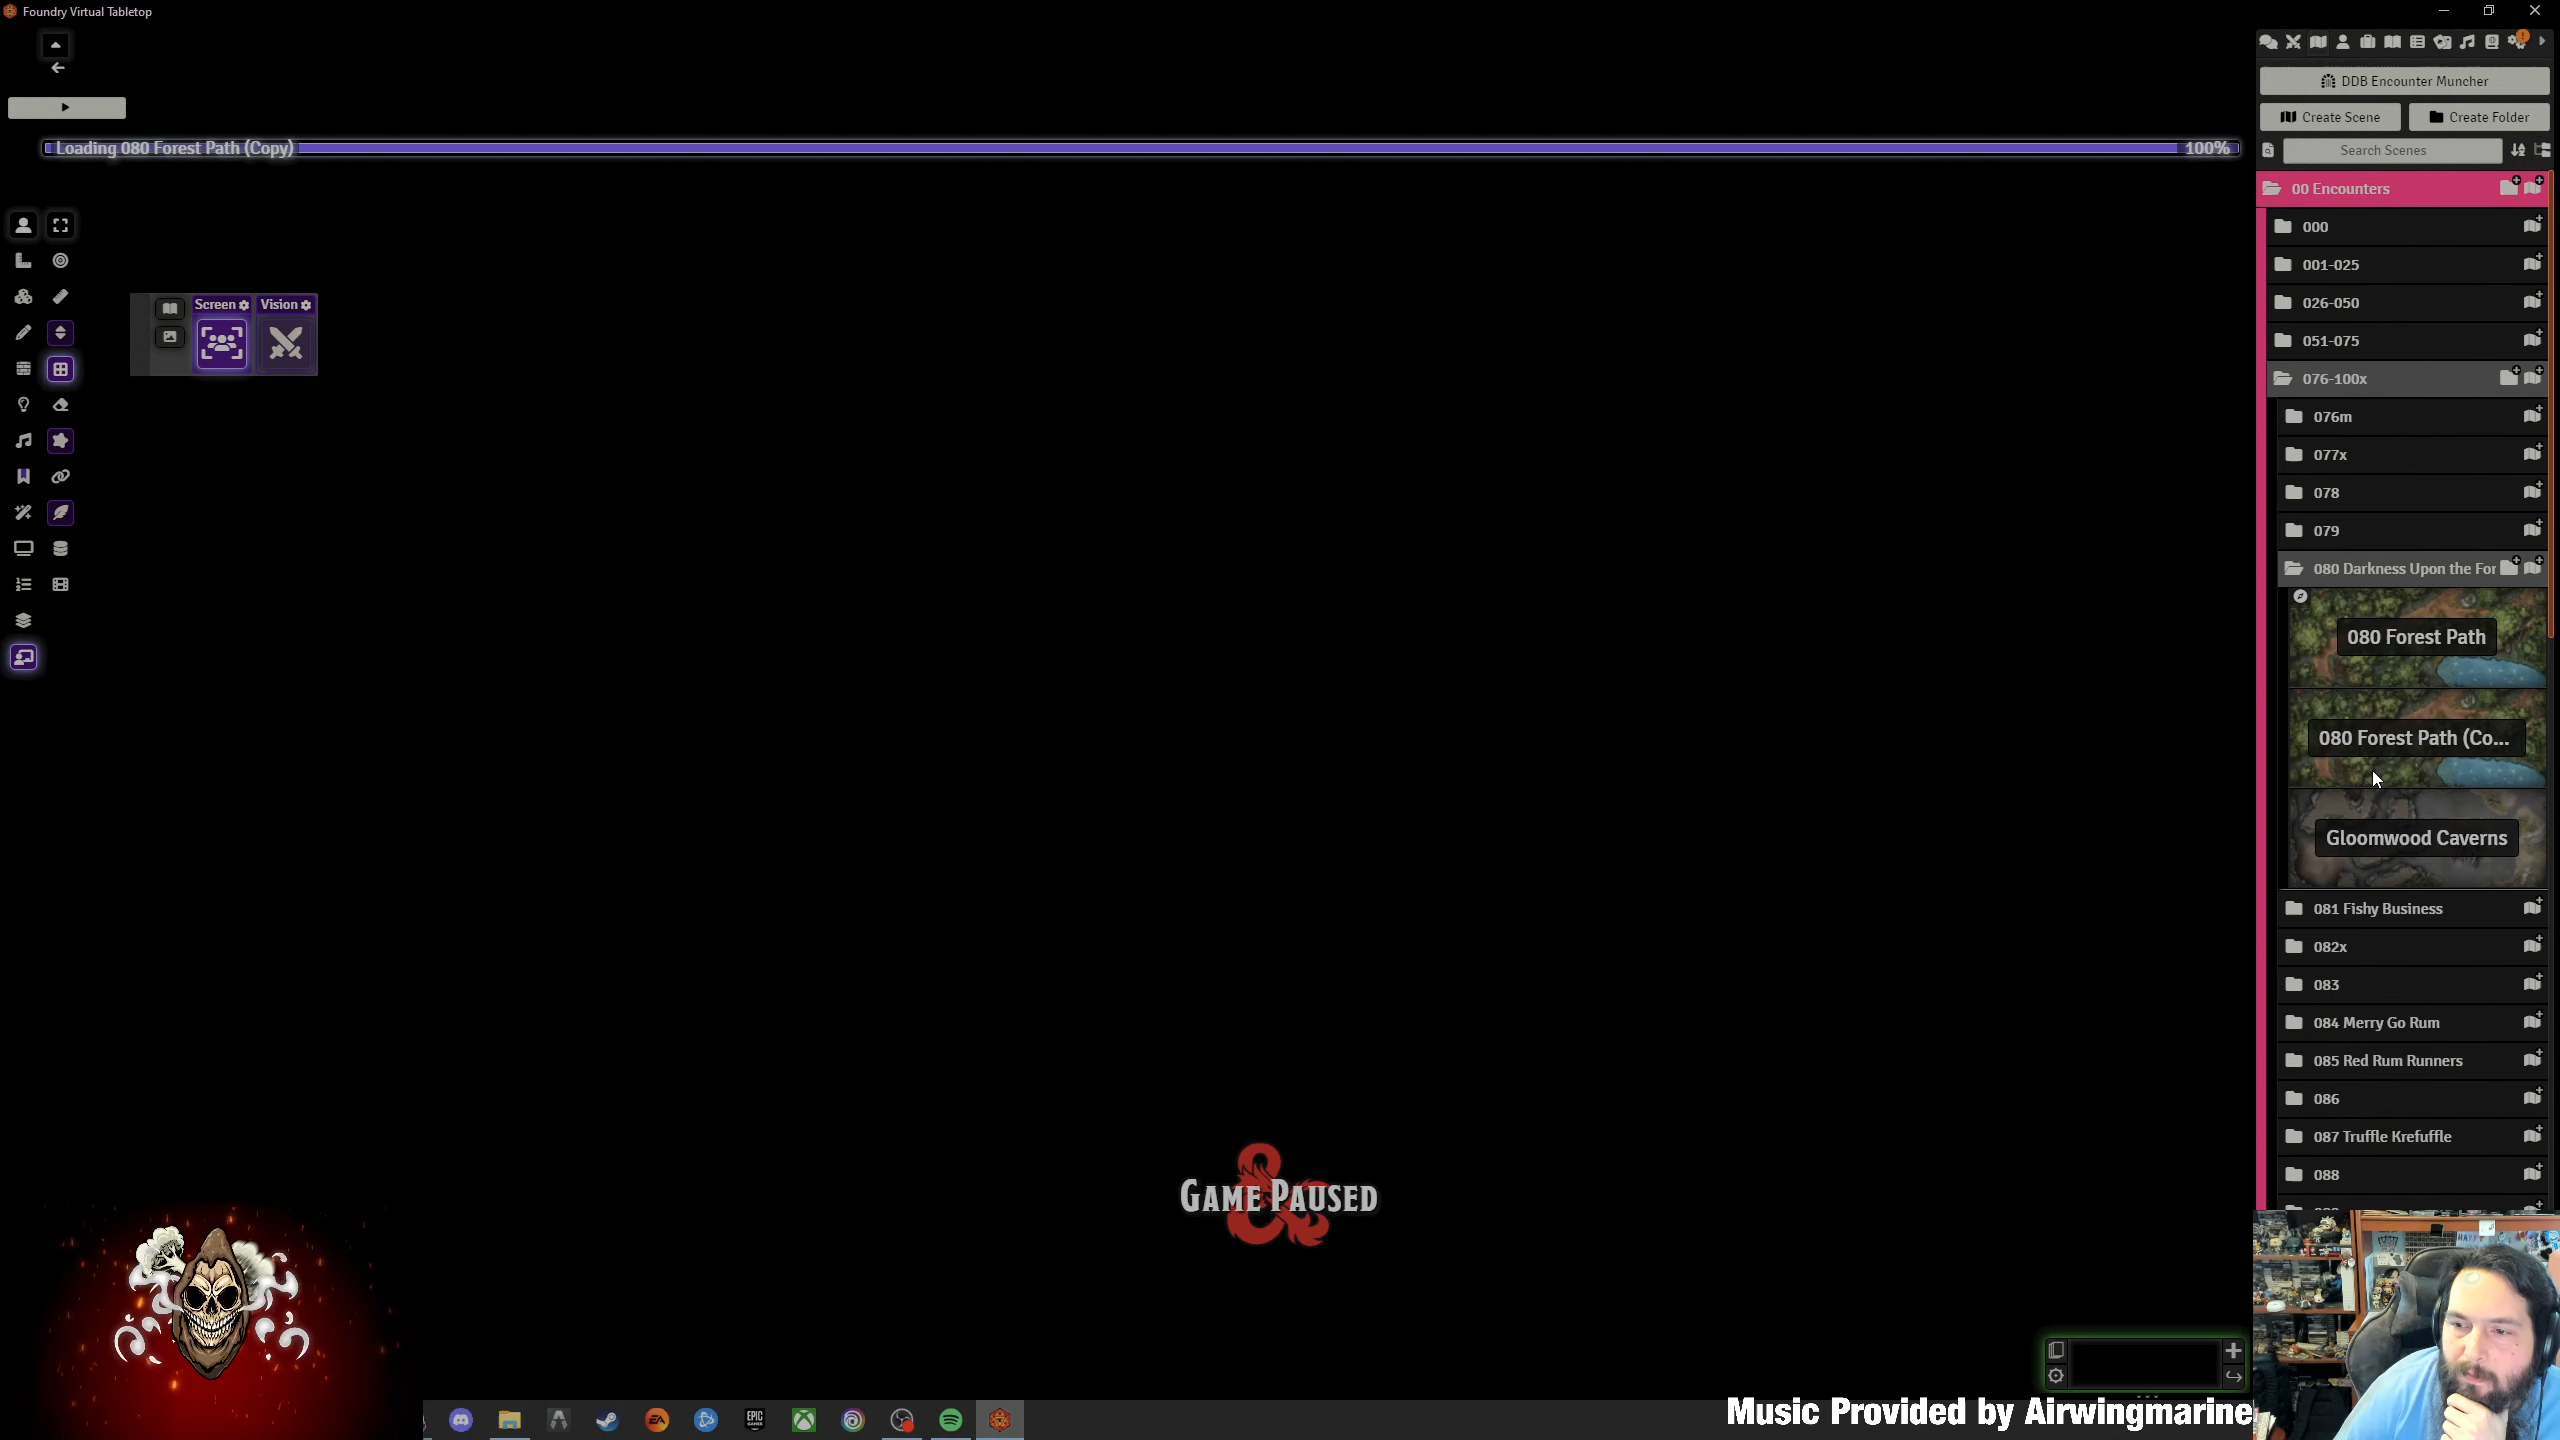 Foundry Virtual Tabletop
DDB Encounter Muncher
Create Scene
Create Folder
Loading 080 Forest Path (Copy)
100%
Search Scenes
00 Encounters
000
001-025
026-050
051-075
076-100x
076m
077x
078
079
080 Darkness Upon the For
080 Forest Path
080 Forest Path (Co...
Gloomwood Caverns
081 Fishy Business
082x
083
084 Merry Go Rum
085 Red Rum Runners
086
087 Truffle Krefuffle
088
Screen
Vision
GAME PAUSED
EPIC
GAMES
EA
Music Provided by Airwingmarine